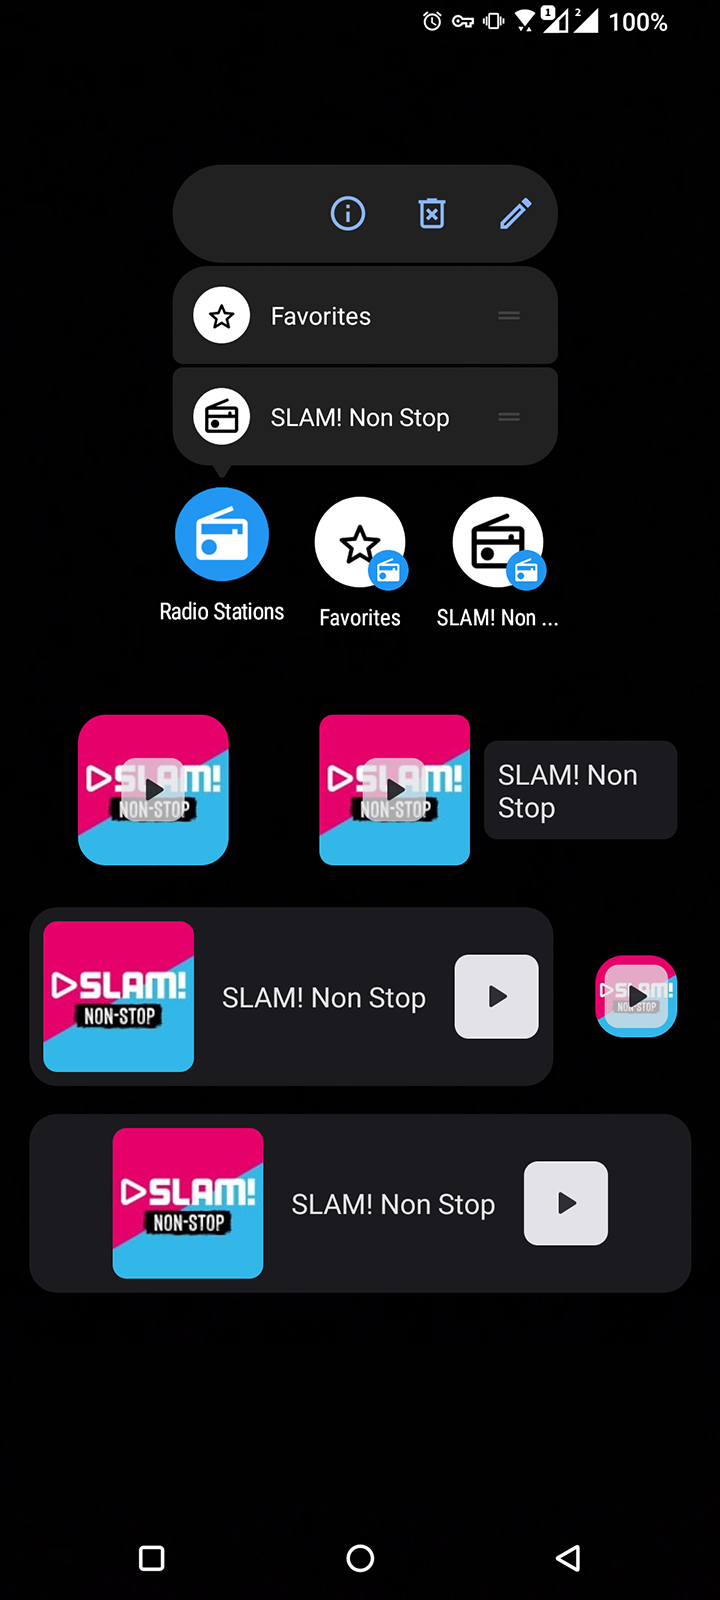 1 2 100%
Favorites
SLAM! Non Stop
Radio Stations
Favorites
SLAM! Non ...
SLAM!
NON-STOP
SLAM!
NON-STOP
SLAM! Non
Stop
SLAM!
NON-STOP
SLAM! Non Stop
SLAM!
NON-STOP
SLAM!
NON-STOP
SLAM! Non Stop